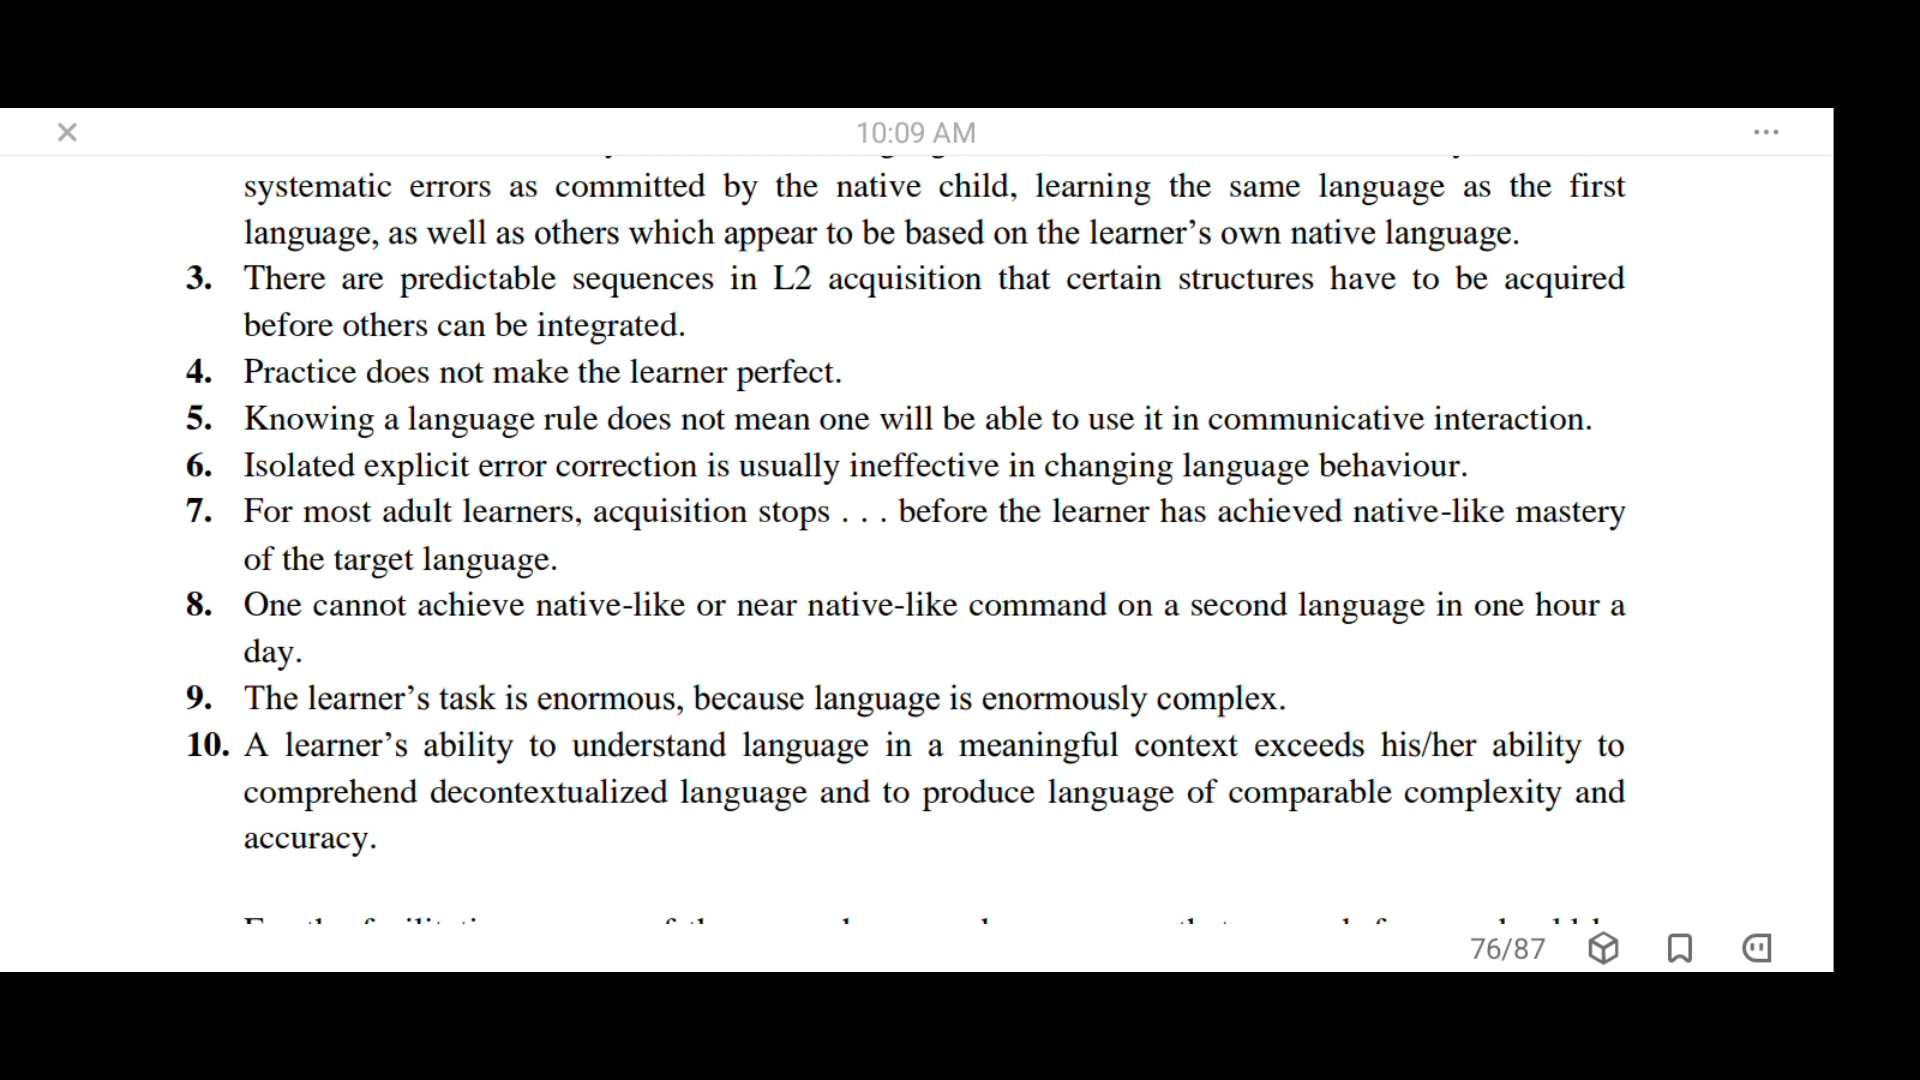 10:09 AM
systematic errors as committed by the native child, learning the same language as the first
language, as well as others which appear to be based on the learner’s own native language.
3. There are predictable sequences in L2 acquisition that certain structures have to be acquired
before others can be integrated.
4. Practice does not make the learner perfect.
5. Knowing a language rule does not mean one will be able to use it in communicative interaction.
6. Isolated explicit error correction is usually ineffective in changing language behaviour.
7. For most adult learners, acquisition stops . . . before the learner has achieved native-like mastery
of the target language.
8. One cannot achieve native-like or near native-like command on a second language in one hour a
day.
9. The learner’s task is enormous, because language is enormously complex.
10. A learner’s ability to understand language in a meaningful context exceeds his/her ability to
comprehend decontextualized language and to produce language of comparable complexity and
accuracy.
76/87